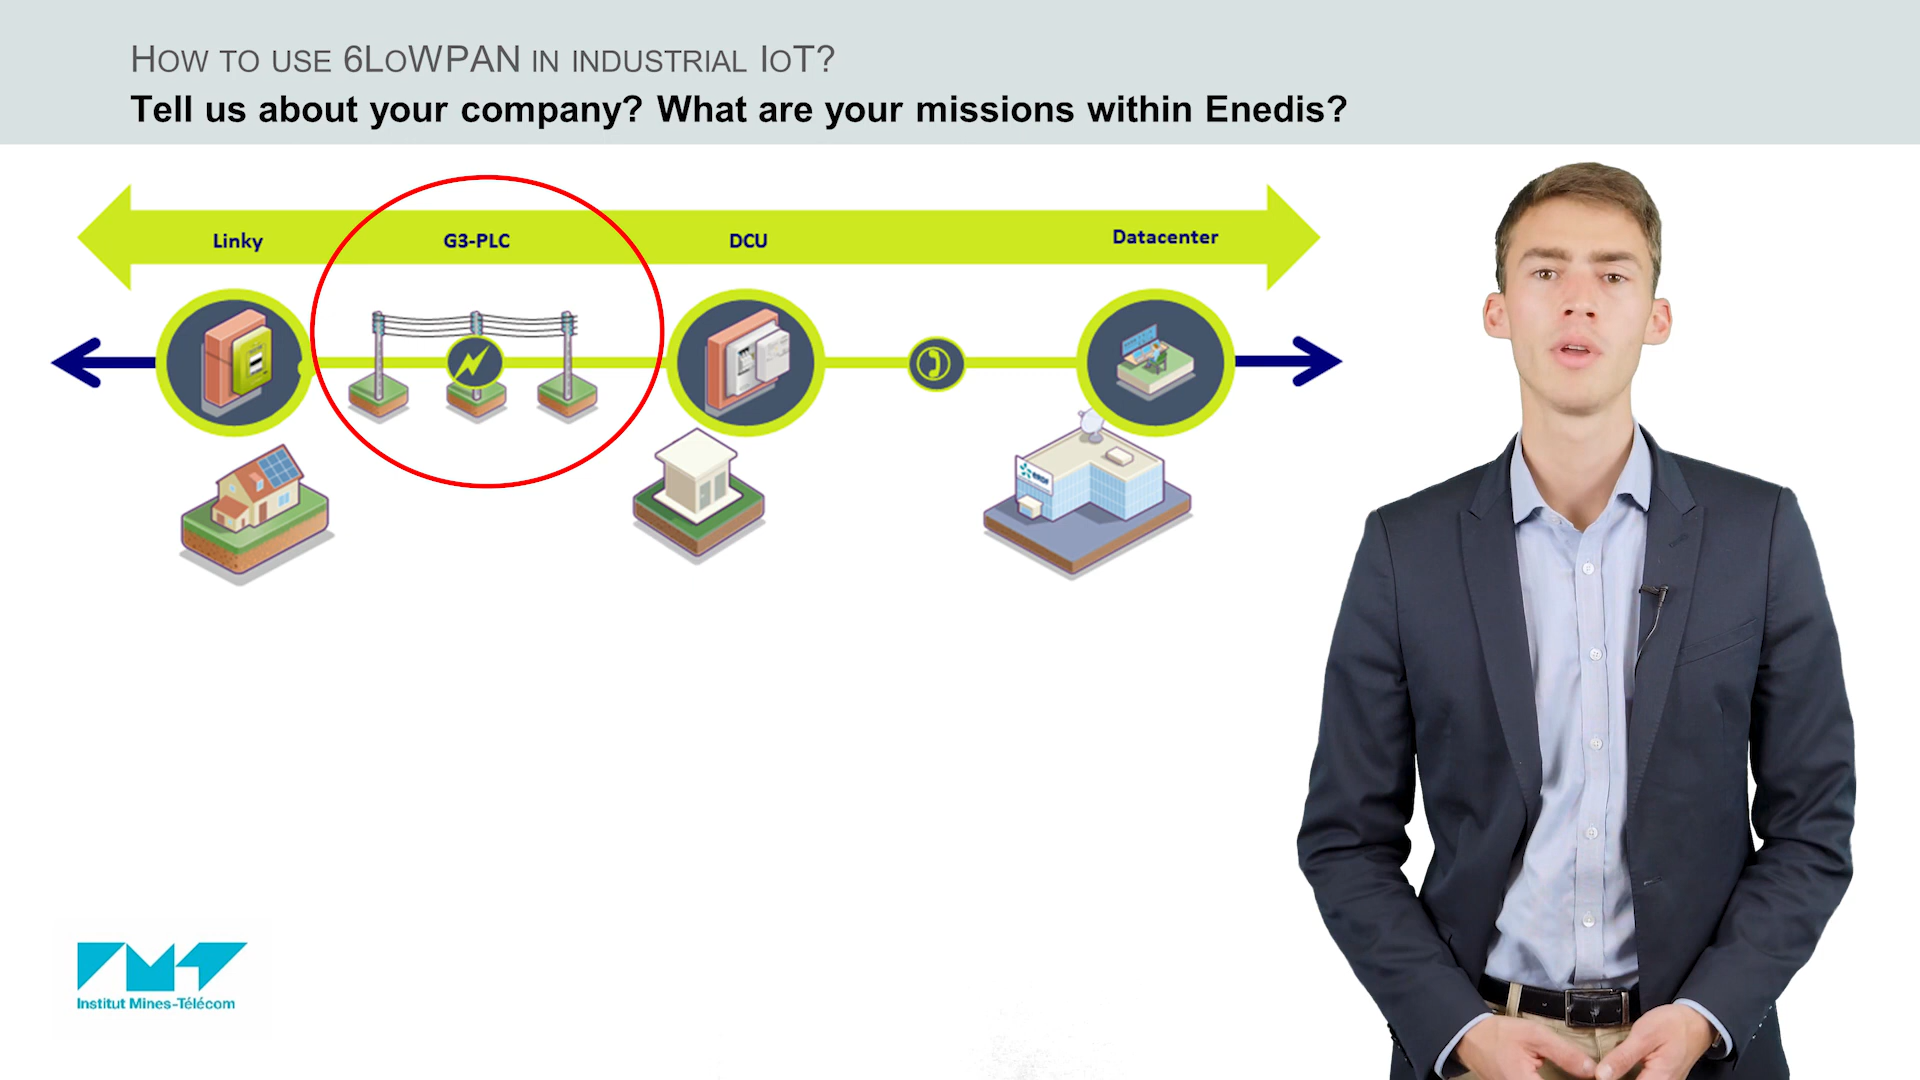 HOW TO USE 6LOWPAN IN INDUSTRIAL IOT?
Tell us about your company? What are your missions within Enedis?
Linky
G3-PLC
DCU
Datacenter
Institut Mines-Télécom